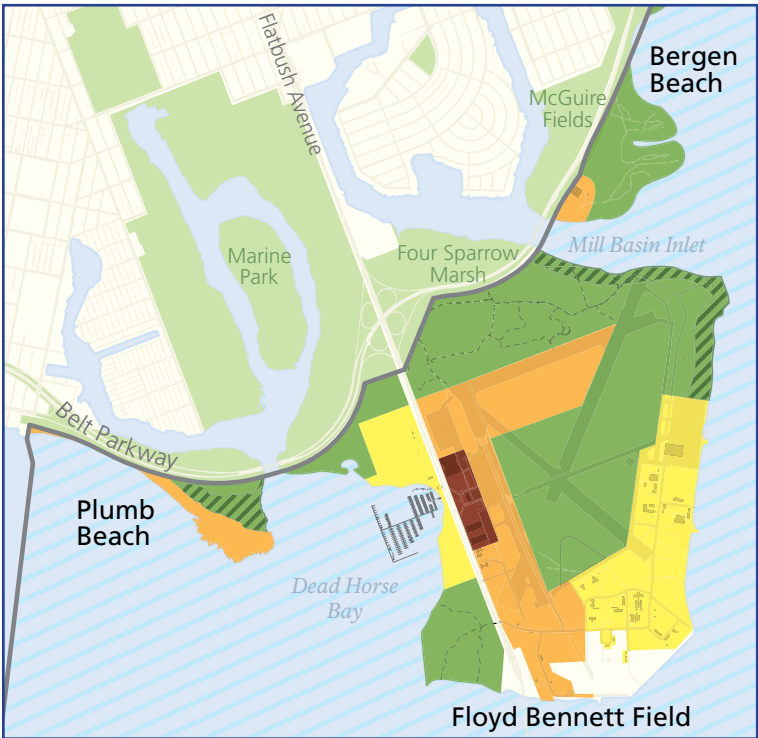 Flatbush Avenue
Bergen
Beach
McGuire
Fields
Mill Basin Inlet
Marine
Park
Four Sparrow
Marsh
Belt Parkway
Plumb
Beach
Dead Horse
Bay
Floyd Bennett Field